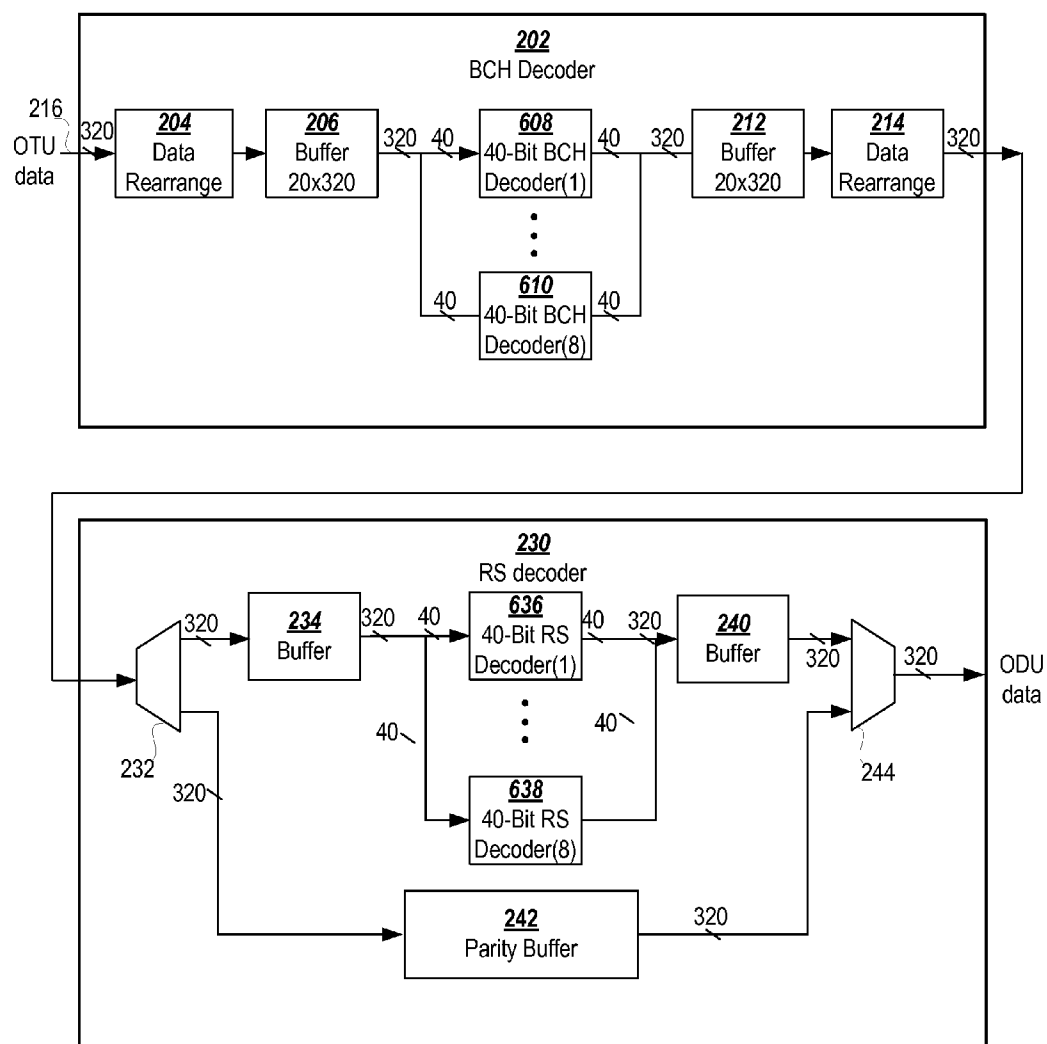 202
BCH Decoder
216
OTU
data
320
204
Data
Rearrange
206
Buffer
20x320
320
40
608
40-Bit BCH
Decoder(1)
40
320
212
Buffer
20x320
214
Data
Rearrange
320
40
610
40-Bit BCH
Decoder(8)
40
230
RS decoder
232
320
234
Buffer
320
40
636
40-Bit RS
Decoder(1)
40
320
240
Buffer
320
320
ODU
data
244
40
40
638
40-Bit RS
Decoder(8)
320
242
Parity Buffer
320